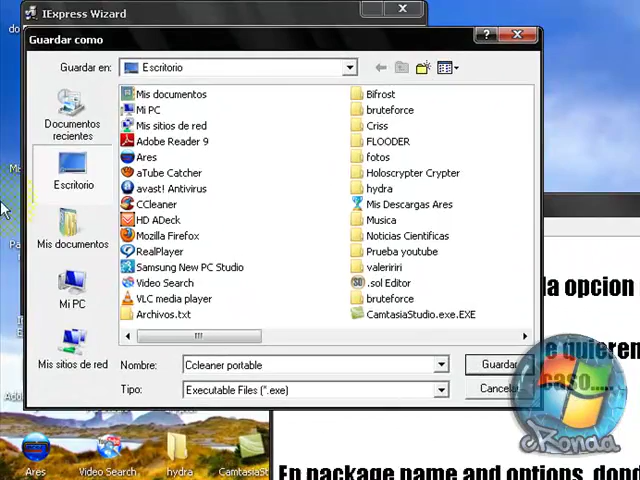 IExpress Wizard
Guardar como
Guardar en:
Escritorio
Documentos
recientes
Escritorio
Mis documentos
Mi PC
Mis sitios de red
Mis documentos
Mi PC
Mis sitios de red
Adobe Reader 9
Ares
aTube Catcher
avast! Antivirus
CCleaner
HD ADeck
Mozilla Firefox
RealPlayer
Samsung New PC Studio
Video Search
VLC media player
Archivos.txt
Bifrost
bruteforce
Criss
FLOODER
fotos
Holoscrypter Crypter
hydra
Mis Descargas Ares
Musica
Noticias Cientificas
Prueba youtube
valeririri
.sol Editor
bruteforce
CamtasiaStudio.exe.EXE
Nombre:
Ccleaner portable
Guardar
Tipo:
Executable Files (*.exe)
Cancelar
la opcion
quieren
caso....
cRonda
Ares
Video Search
hydra
CamtasiaSt
En package name and options, dond